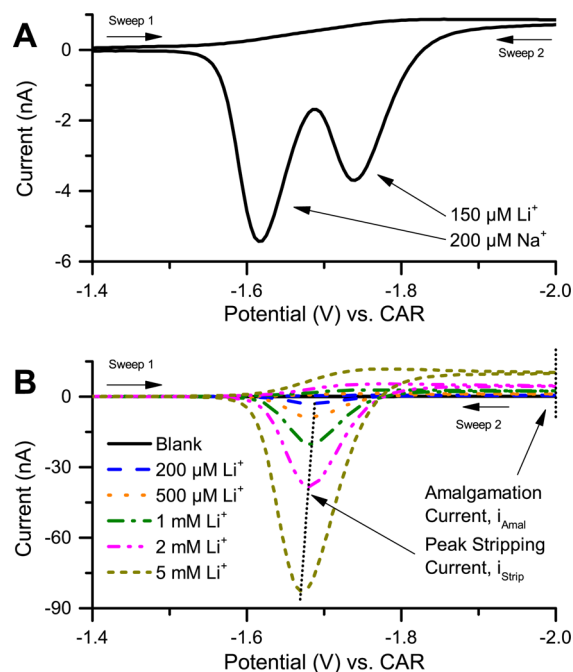 A
Sweep 1
Sweep 2
0
-2
-4
-6
Current (nA)
150 µM Li⁺
200 µM Na⁺
-1.4
-1.6
-1.8
-2.0
Potential (V) vs. CAR
B
Sweep 1
Sweep 2
0
-30
-60
-90
Current (nA)
Blank
200 µM Li⁺
500 µM Li⁺
1 mM Li⁺
2 mM Li⁺
5 mM Li⁺
Amalgamation
Current, i_Amal
Peak Stripping
Current, i_Strip
-1.4
-1.6
-1.8
-2.0
Potential (V) vs. CAR